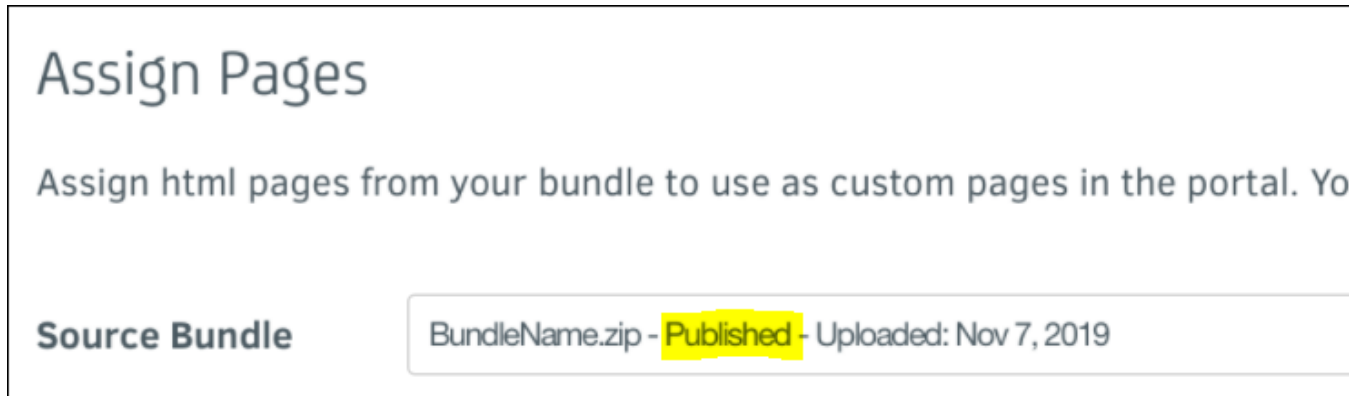 Assign Pages
Assign html pages from your bundle to use as custom pages in the portal. Yo
Source Bundle
BundleName.zip - Published - Uploaded: Nov 7, 2019